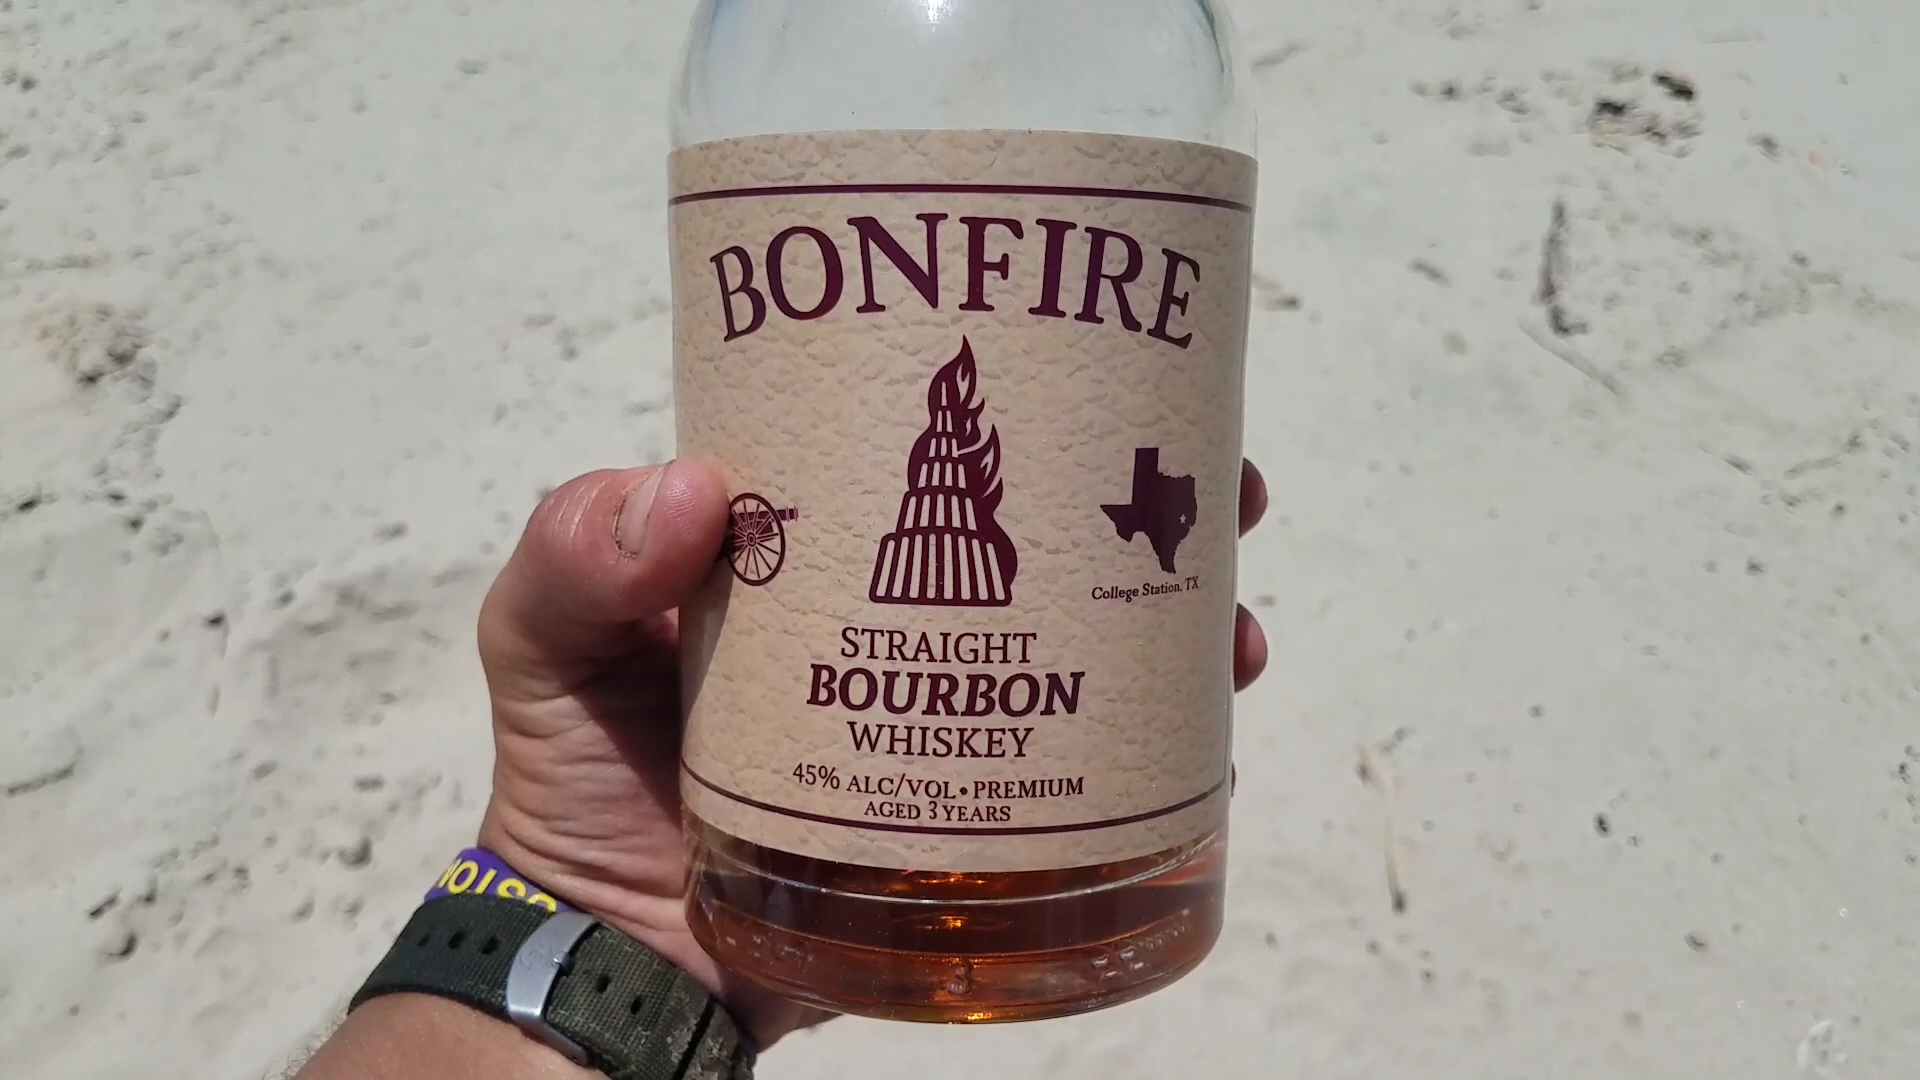 BONFIRE
College Station, TX
STRAIGHT
BOURBON
WHISKEY
45% ALC/VOL • PREMIUM
AGED 3 YEARS